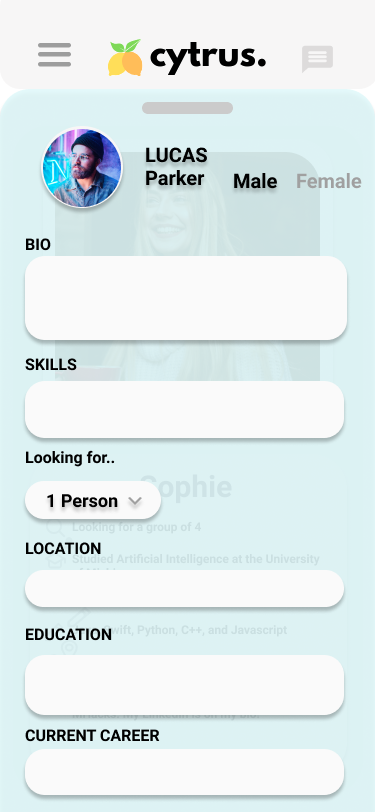 cytrus.
LUCAS
Parker
Male Female
BIO
SKILLS
Looking for..
1 Person
Sophie
Looking for a group of 4
LOCATION
Studied Artificial Intelligence at the University
EDUCATION
Swift, Python, C++, and Javascript
CURRENT CAREER